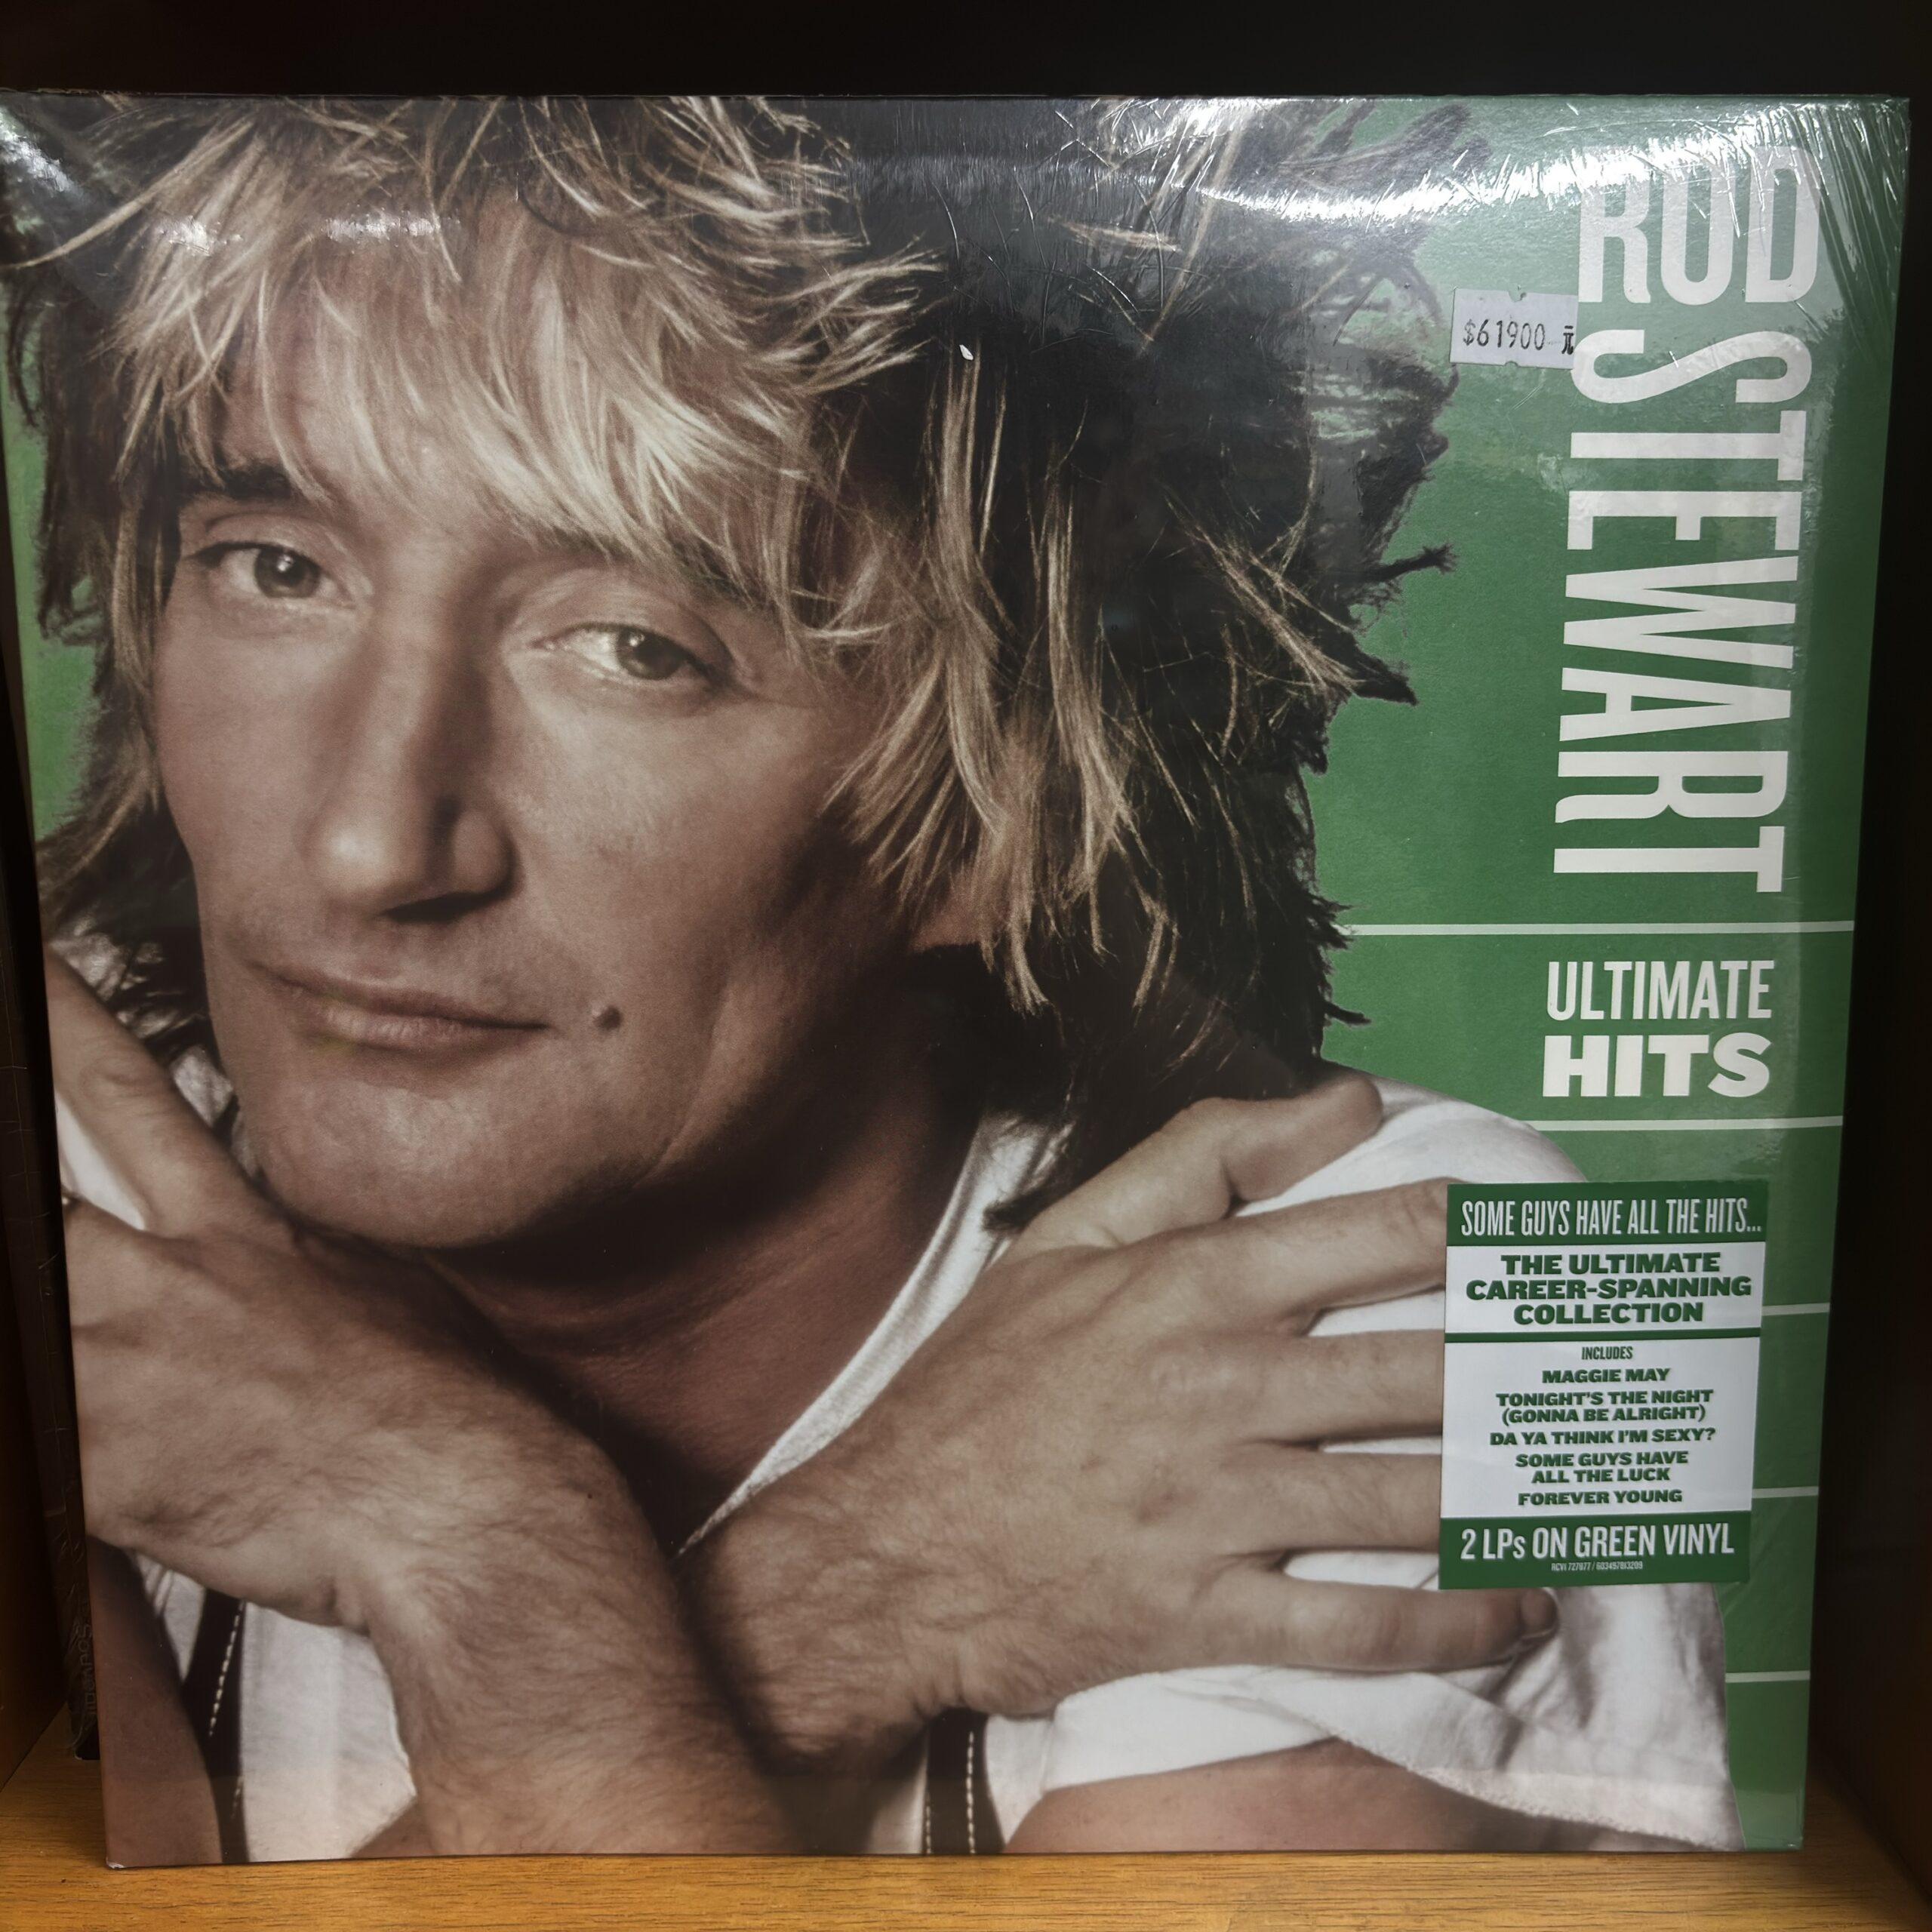 ROD STEWART
$61900 元
ULTIMATE
HITS
SOME GUYS HAVE ALL THE HITS...
THE ULTIMATE
CAREER-SPANNING
COLLECTION
INCLUDES
MAGGIE MAY
TONIGHT'S THE NIGHT
(GONNA BE ALRIGHT)
DA YA THINK I'M SEXY?
SOME GUYS HAVE
ALL THE LUCK
FOREVER YOUNG
2 LPs ON GREEN VINYL